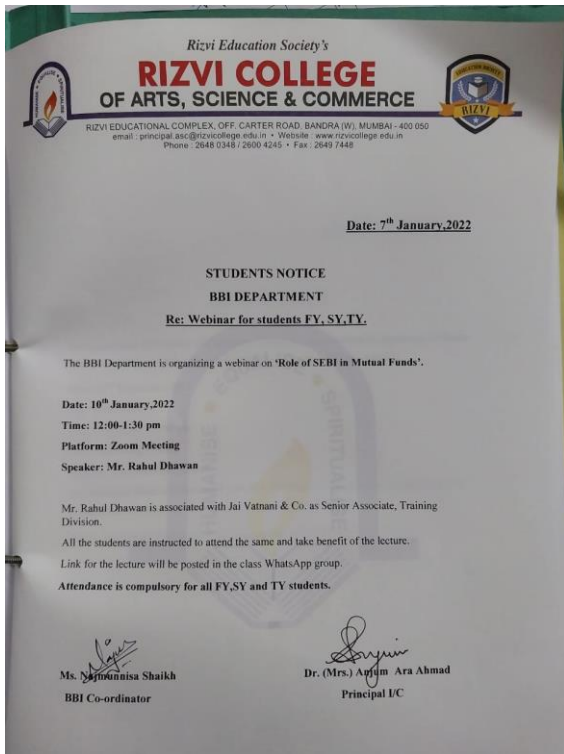 Rizvi Education Society's
RIZVI COLLEGE
OF ARTS, SCIENCE & COMMERCE
RIZVI EDUCATIONAL COMPLEX, OFF. CARTER ROAD, BANDRA (W), MUMBAI - 400 050
email : principal.asc@rizvicollege.edu.in • Website : www.rizvicollege.edu.in
Phone : 2648 0348 / 2600 4245 • Fax : 2649 7448
RIZVI
Date: 7th January,2022
STUDENTS NOTICE
BBI DEPARTMENT
Re: Webinar for students FY, SY,TY.
The BBI Department is organizing a webinar on ‘Role of SEBI in Mutual Funds’.
Date: 10th January,2022
Time: 12:00-1:30 pm
Platform: Zoom Meeting
Speaker: Mr. Rahul Dhawan
Mr. Rahul Dhawan is associated with Jai Vatnani & Co. as Senior Associate, Training
Division.
All the students are instructed to attend the same and take benefit of the lecture.
Link for the lecture will be posted in the class WhatsApp group.
Attendance is compulsory for all FY,SY and TY students.
Ms. Najmunnisa Shaikh
BBI Co-ordinator
Dr. (Mrs.) Anjum Ara Ahmad
Principal I/C